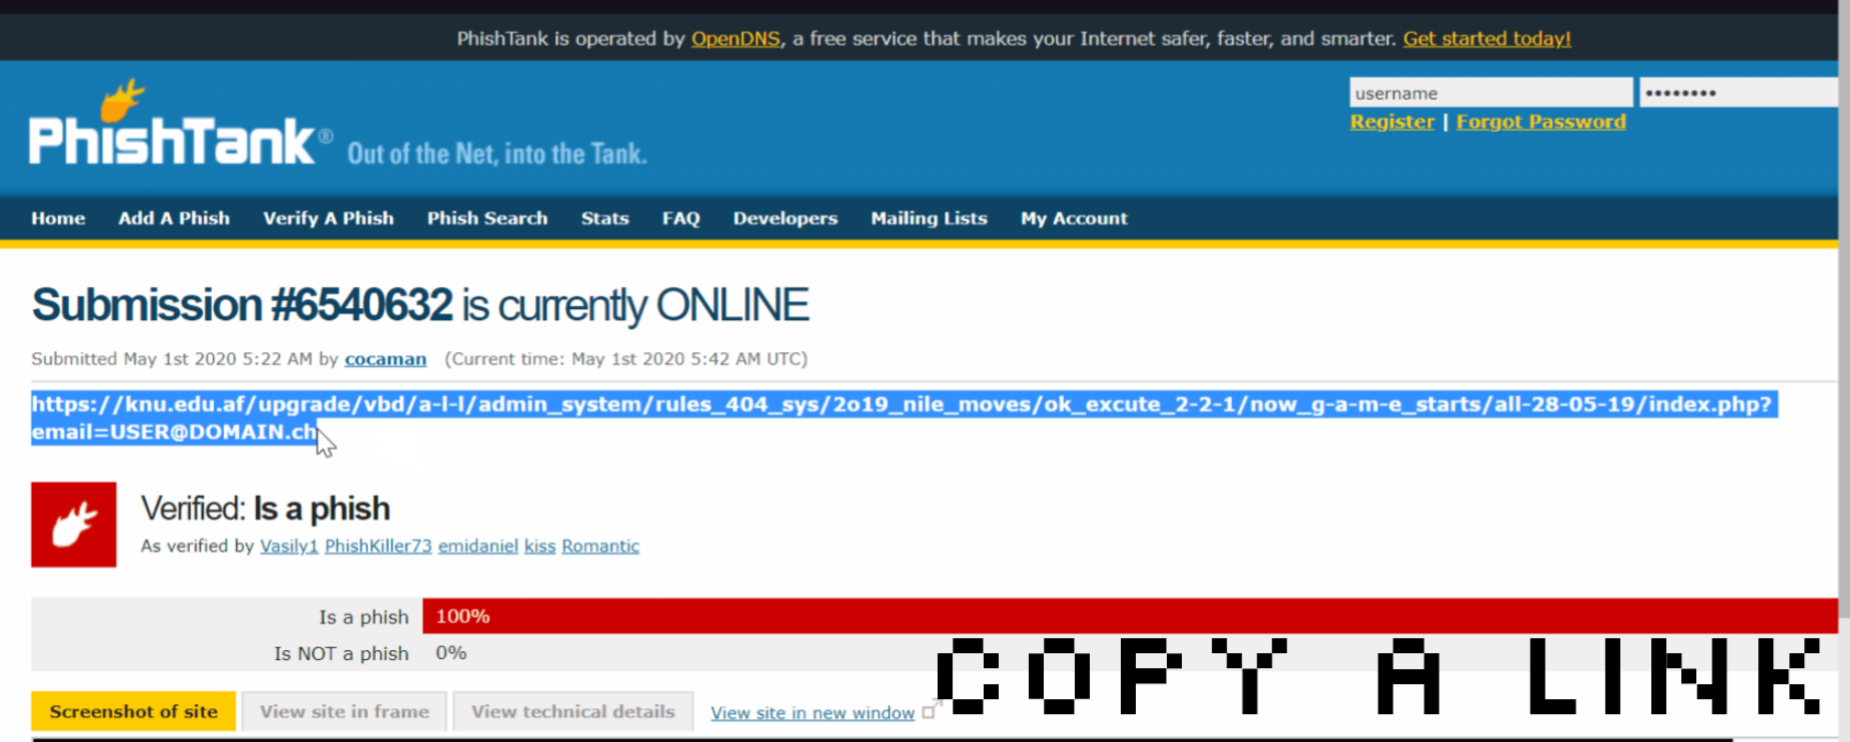 PhishTank is operated by OpenDNS, a free service that makes your Internet safer, faster, and smarter. Get started today!
username ••••••••
Register | Forgot Password
PhishTank® Out of the Net, into the Tank.
Home Add A Phish Verify A Phish Phish Search Stats FAQ Developers Mailing Lists My Account
Submission #6540632 is currently ONLINE
Submitted May 1st 2020 5:22 AM by cocaman (Current time: May 1st 2020 5:42 AM UTC)
https://knu.edu.af/upgrade/vbd/a-l-l/admin_system/rules_404_sys/2o19_nile_moves/ok_excute_2-2-1/now_g-a-m-e_starts/all-28-05-19/index.php?
email=USER@DOMAIN.ch
Verified: Is a phish
As verified by Vasily1 PhishKiller73 emidaniel kiss Romantic
Is a phish 100%
Is NOT a phish 0%
COPY A LINK
Screenshot of site View site in frame View technical details View site in new window